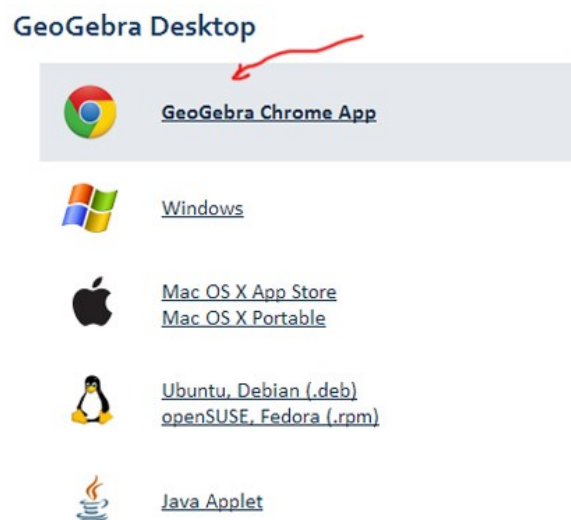 GeoGebra Desktop
GeoGebra Chrome App
Windows
Mac OS X App Store
Mac OS X Portable
Ubuntu, Debian (.deb)
openSUSE, Fedora (.rpm)
Java Applet